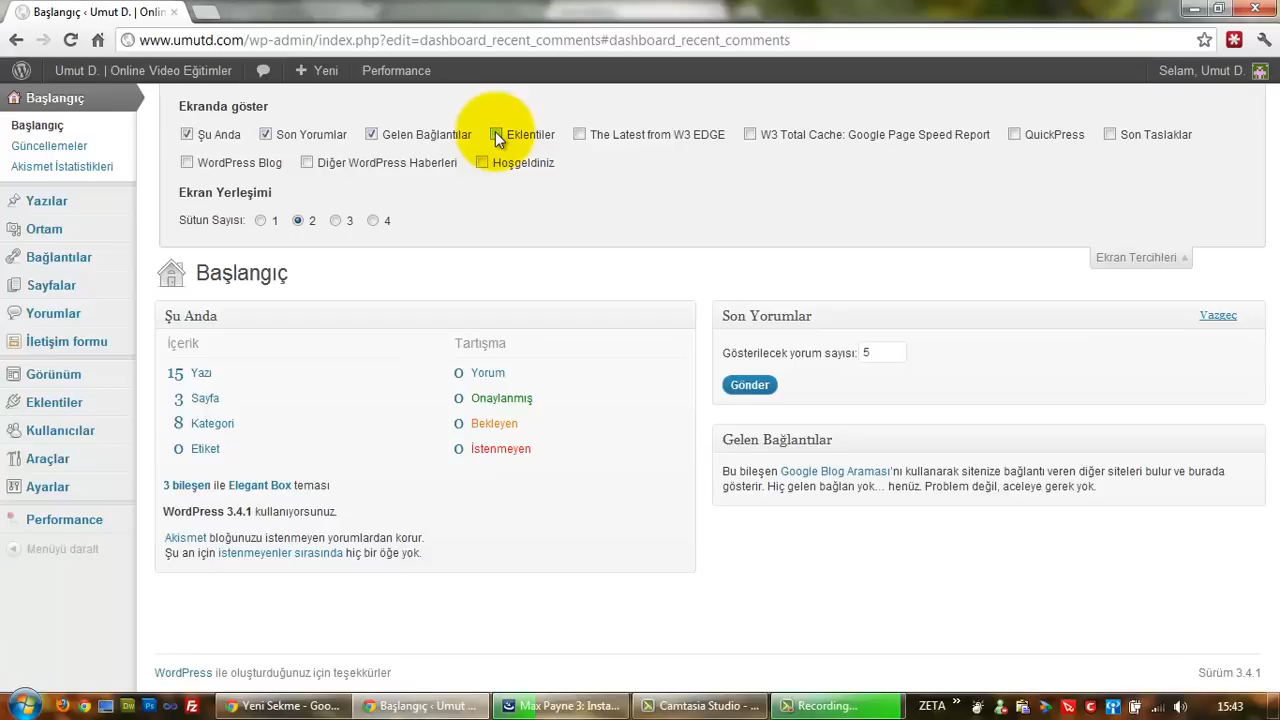 Başlangıç ‹ Umut D. | Onlin
www.umutd.com/wp-admin/index.php?edit=dashboard_recent_comments#dashboard_recent_comments
Umut D. | Online Video Eğitimler Yeni Performance Selam, Umut D.
Başlangıç
Başlangıç
Güncellemeler
Akismet İstatistikleri
Yazılar
Ortam
Bağlantılar
Sayfalar
Yorumlar
İletişim formu
Görünüm
Eklentiler
Kullanıcılar
Araçlar
Ayarlar
Performance
Menüyü daralt
Ekranda göster
Şu Anda Son Yorumlar Gelen Bağlantılar Eklentiler The Latest from W3 EDGE W3 Total Cache: Google Page Speed Report QuickPress Son Taslaklar
WordPress Blog Diğer WordPress Haberleri Hoşgeldiniz
Ekran Yerleşimi
Sütun Sayısı: 1 2 3 4
Ekran Tercihleri
Başlangıç
Şu Anda
İçerik Tartışma
15 Yazı 0 Yorum
3 Sayfa 0 Onaylanmış
8 Kategori 0 Bekleyen
0 Etiket 0 İstenmeyen
3 bileşen ile Elegant Box teması
WordPress 3.4.1 kullanıyorsunuz.
Akismet bloğunuzu istenmeyen yorumlardan korur.
Şu an için istenmeyenler sırasında hiç bir öğe yok.
Son Yorumlar Vazgeç
Gösterilecek yorum sayısı: 5
Gönder
Gelen Bağlantılar
Bu bileşen Google Blog Araması'nı kullanarak sitenize bağlantı veren diğer siteleri bulur ve burada
gösterir. Hiç gelen bağlan yok… henüz. Problem değil, aceleye gerek yok.
WordPress ile oluşturduğunuz için teşekkürler Sürüm 3.4.1
Yeni Sekme - Goo... Başlangıç ‹ Umut ... Max Payne 3: Insta... Camtasia Studio - ... Recording... ZETA » 15:43